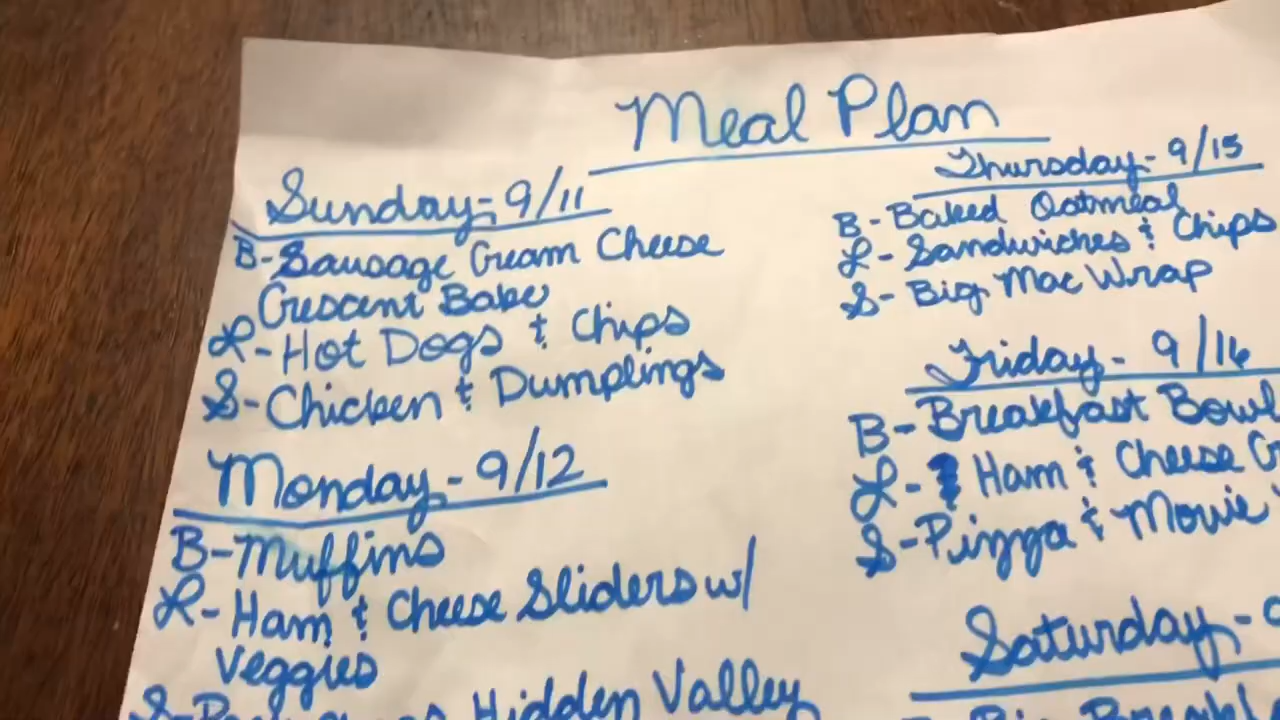 Meal Plan
Sunday - 9/11
B - Sausage Cream Cheese
Crescent Bake
L - Hot Dogs & Chips
S - Chicken & Dumplings
Monday - 9/12
B - Muffins
L - Ham & Cheese Sliders w/
Veggies
S - Hidden Valley
Thursday - 9/15
B - Baked Oatmeal
L - Sandwiches & Chips
S - Big Mac Wrap
Friday - 9/16
B - Breakfast Bowl
L - Ham & Cheese
S - Pizza & Movie
Saturday -